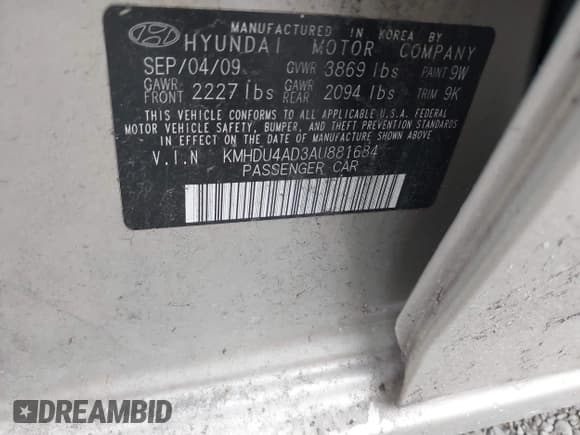 MANUFACTURED IN KOREA BY
HYUNDAI MOTOR COMPANY
SEP/04/09 GVWR 3869 lbs PAINT 9W
GAWR FRONT 2227 lbs GAWR REAR 2094 lbs TRIM 9K
THIS VEHICLE CONFORMS TO ALL APPLICABLE U.S.A. FEDERAL
MOTOR VEHICLE SAFETY, BUMPER, AND THEFT PREVENTION STANDARDS
IN EFFECT ON THE DATE OF MANUFACTURE SHOWN ABOVE.
V.I.N KMHDU4AD3AU881684
PASSENGER CAR
DREAMBID